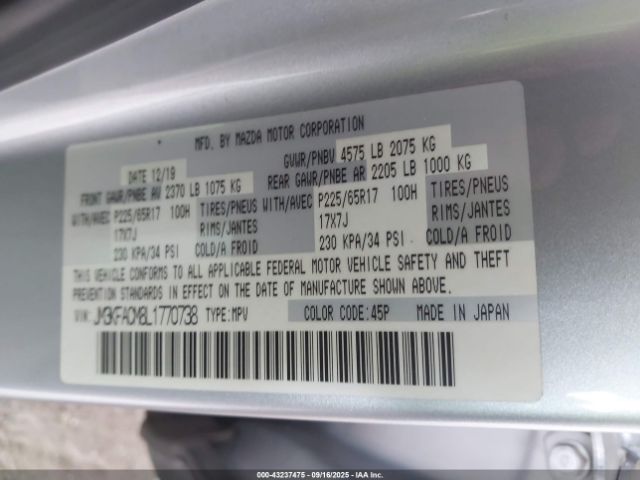 MFD. BY MAZDA MOTOR CORPORATION
DATE 12/19 GVWR/PNBV 4575 LB 2075 KG
FRONT GAWR/PNBE AV 2370 LB 1075 KG REAR GAWR/PNBE AR 2205 LB 1000 KG
WITH/AVEC P225/65R17 100H TIRES/PNEUS WITH/AVEC P225/65R17 100H TIRES/PNEUS
17X7J RIMS/JANTES 17X7J RIMS/JANTES
230 KPA/34 PSI COLD/A FROID 230 KPA/34 PSI COLD/A FROID
THIS VEHICLE CONFORMS TO ALL APPLICABLE FEDERAL MOTOR VEHICLE SAFETY AND THEFT
PREVENTION STANDARDS IN EFFECT ON THE DATE OF MANUFACTURE SHOWN ABOVE.
VIN: JM3KFACM8L1770738 TYPE:MPV COLOR CODE:45P MADE IN JAPAN
000-43237475 - 09/16/2025 - IAA Inc.